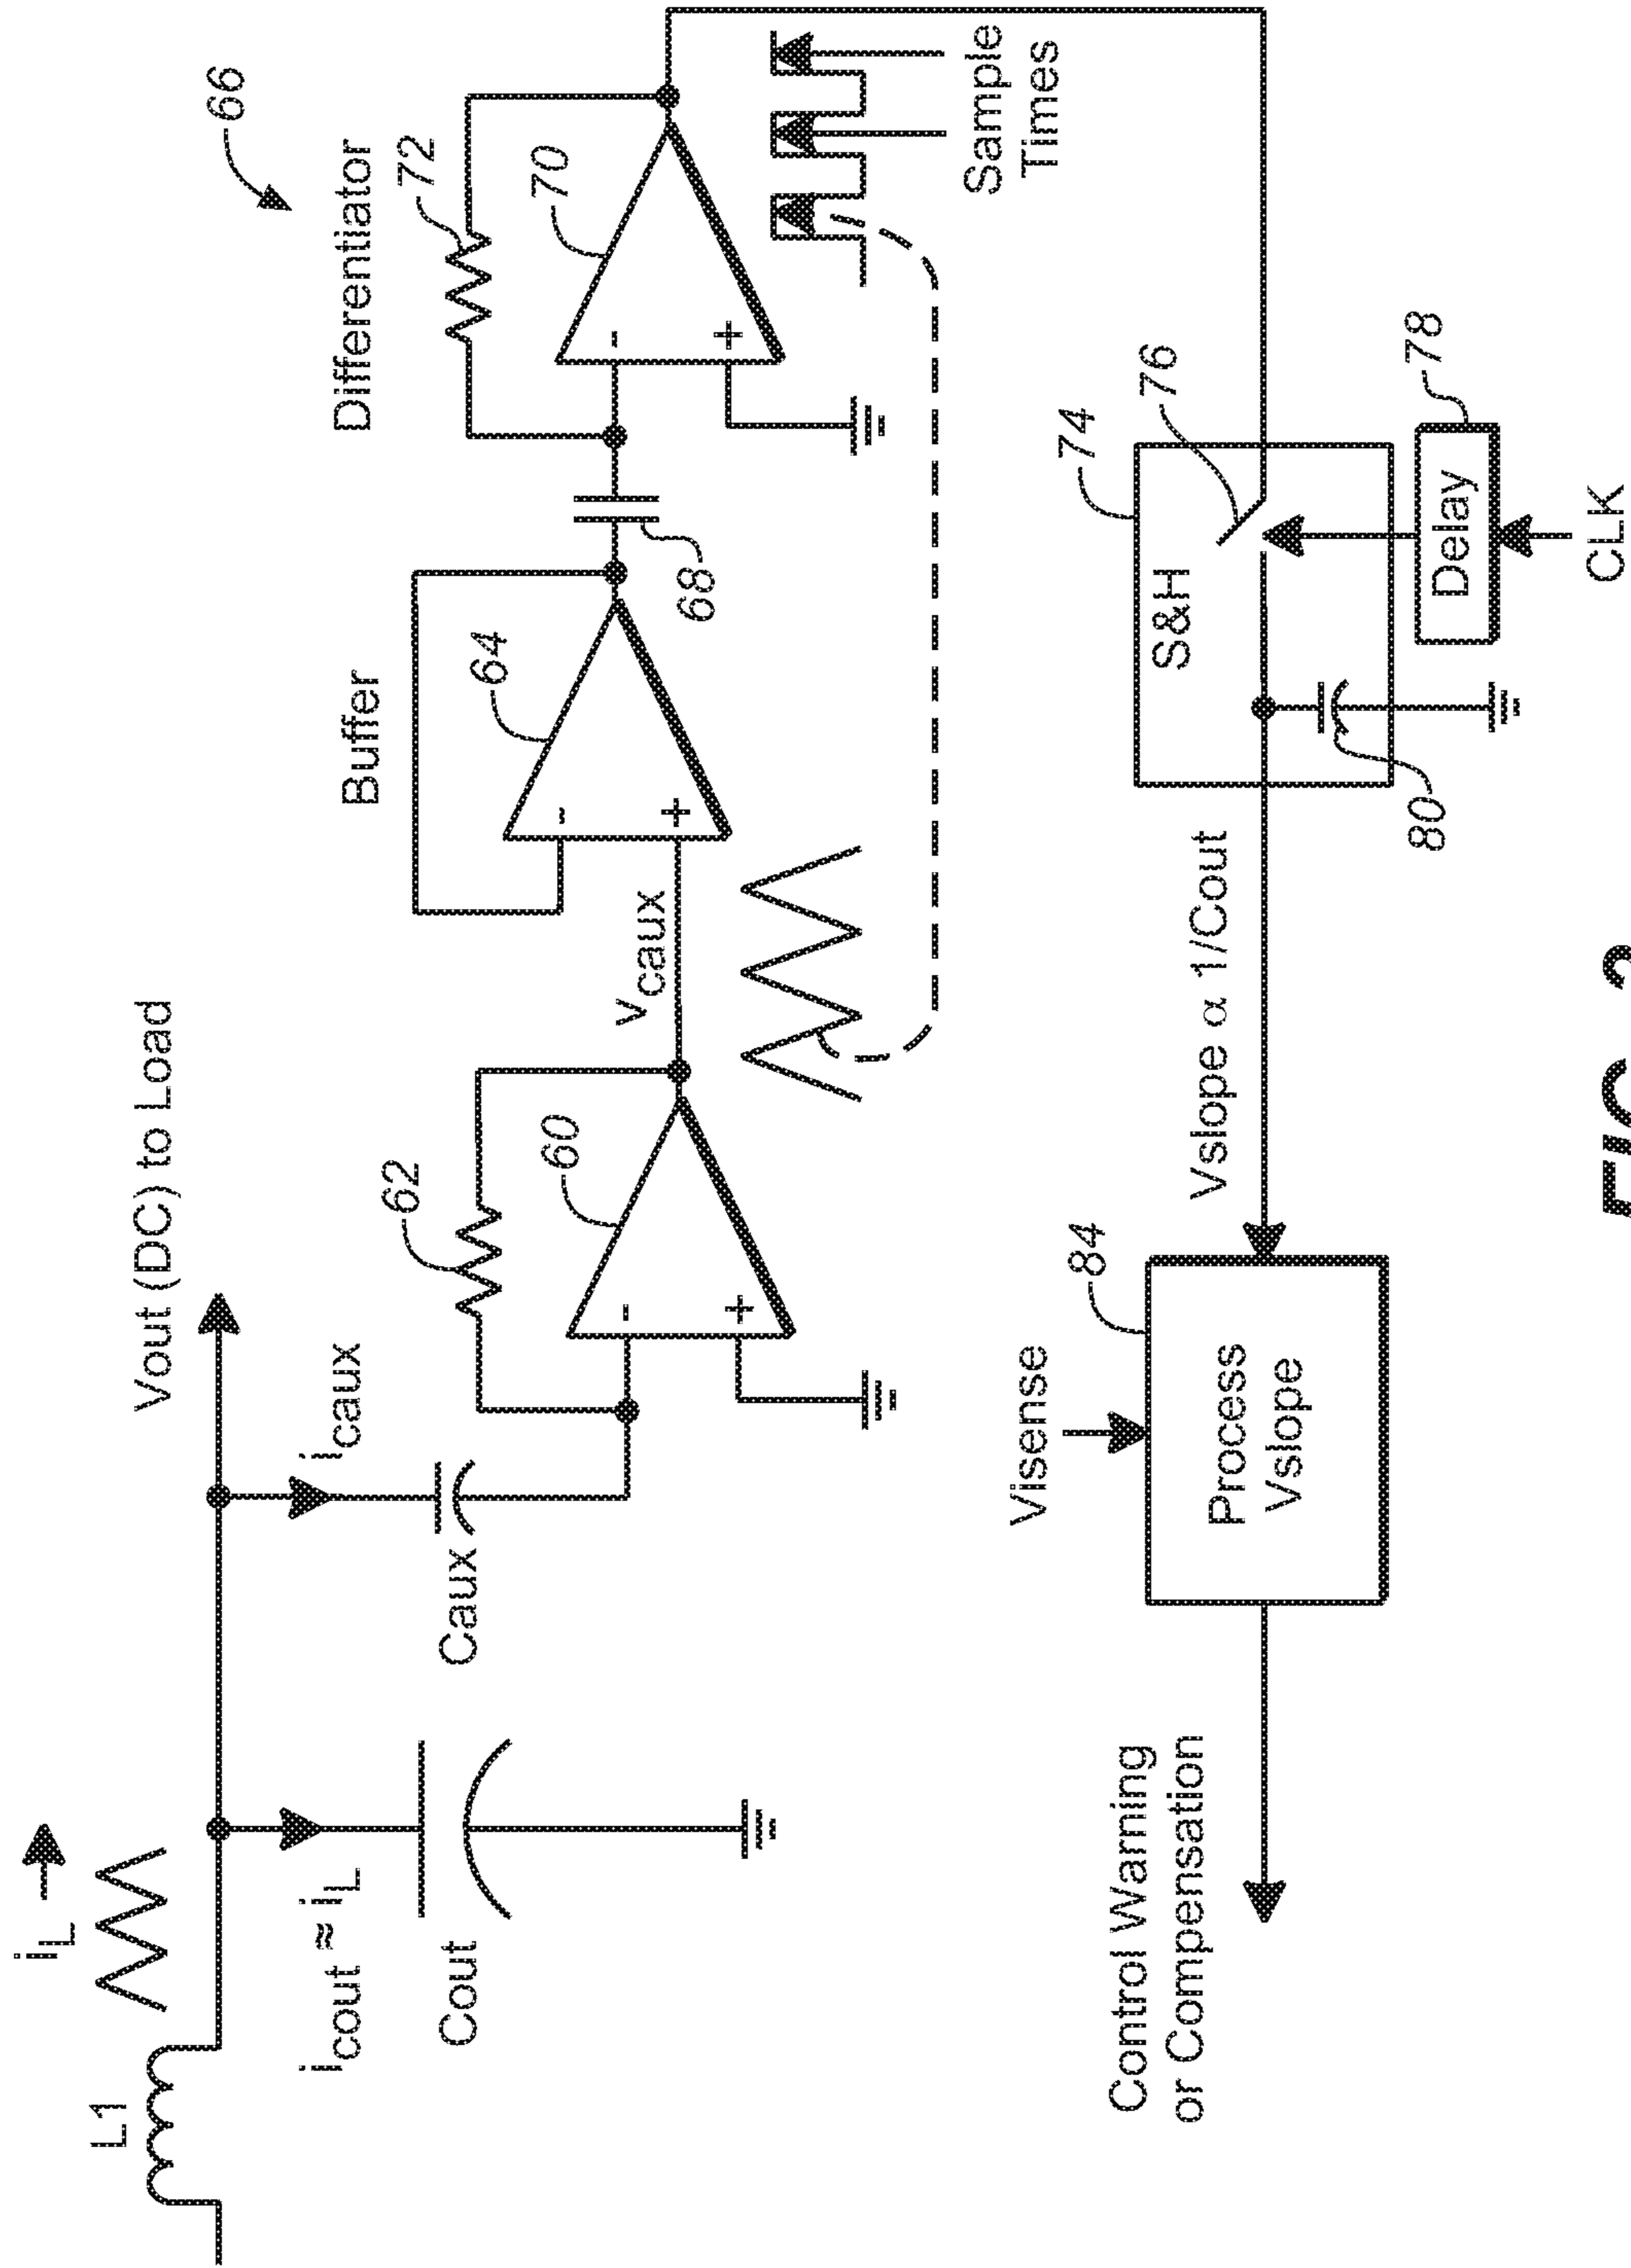 L1
iL
icout ≈ iL
Cout
Vout (DC) to Load
icaux
Caux
62
60
-
+
vcaux
Buffer
64
-
+
68
Differentiator
66
72
70
-
+
Sample
Times
74
S&H
76
Delay
78
CLK
80
Vslope α 1/Cout
84
Visense
Process
Vslope
Control Warning
or Compensation